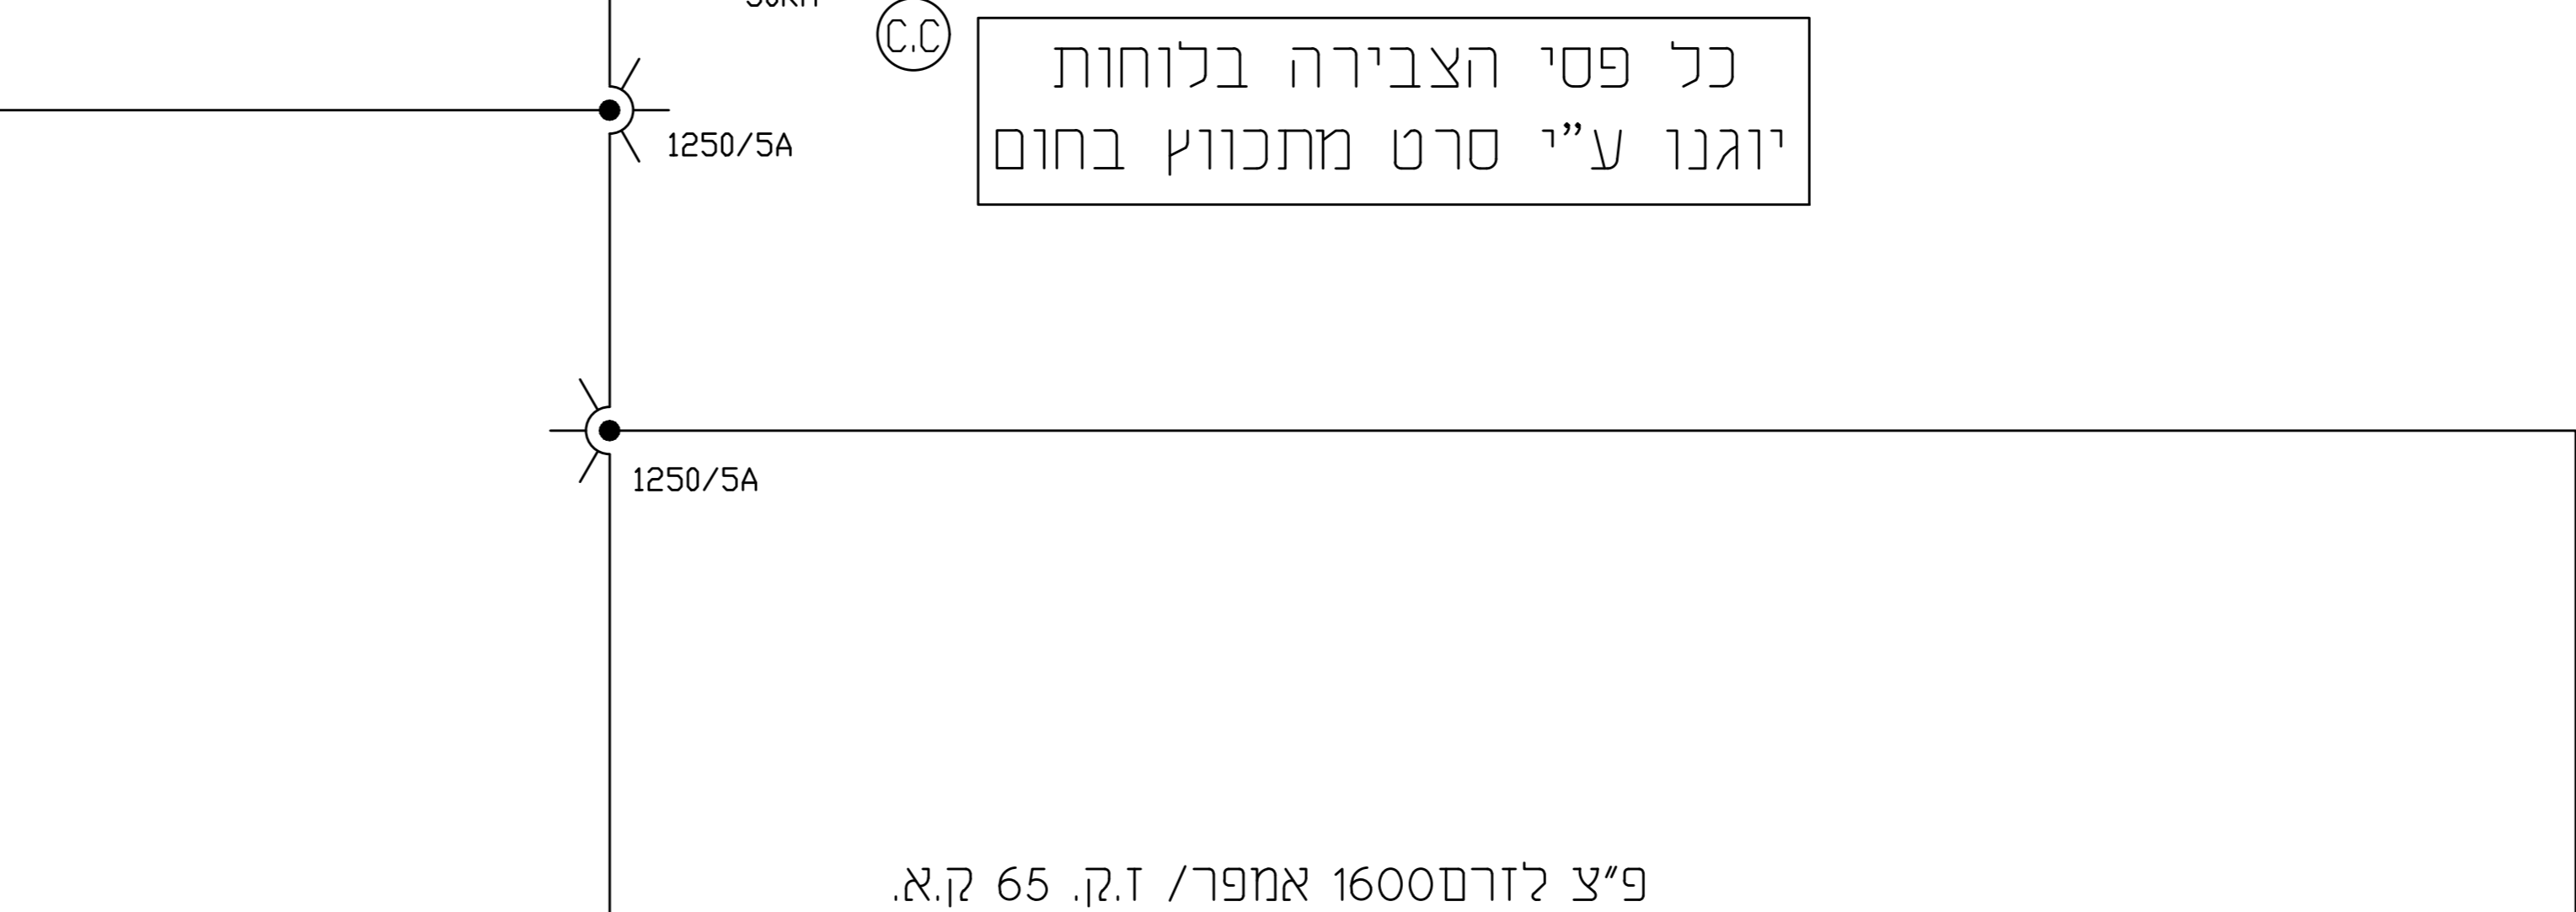 C.C
כל פסי הצבירה בלוחות
יוגנו ע"י סרט מתכווץ בחום
1250/5A
1250/5A
פ"צ לזרם1600 אמפר/ ז.ק. 65 ק.א.